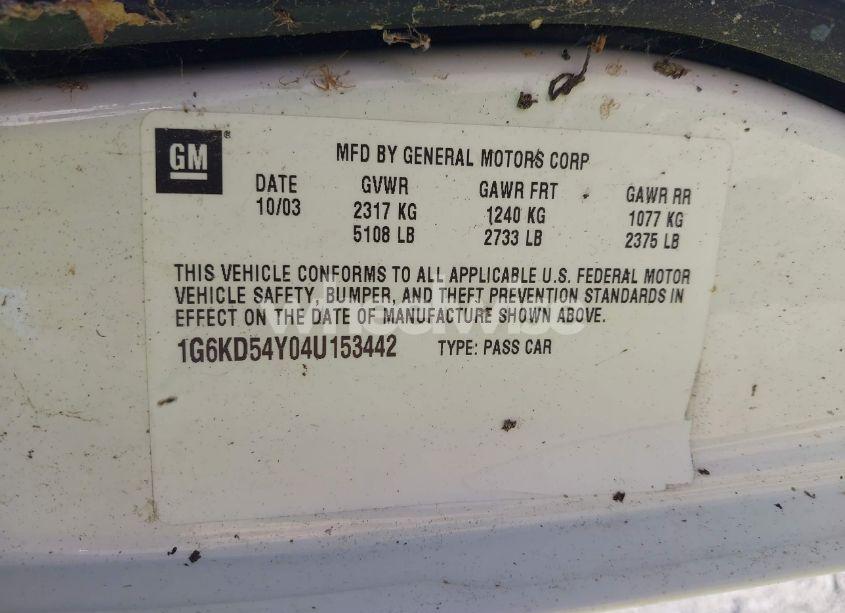 GM®
MFD BY GENERAL MOTORS CORP
DATE GVWR GAWR FRT GAWR RR
10/03 2317 KG 1240 KG 1077 KG
5108 LB 2733 LB 2375 LB
THIS VEHICLE CONFORMS TO ALL APPLICABLE U.S. FEDERAL MOTOR
VEHICLE SAFETY, BUMPER, AND THEFT PREVENTION STANDARDS IN
EFFECT ON THE DATE OF MANUFACTURE SHOWN ABOVE.
1G6KD54Y04U153442 TYPE: PASS CAR